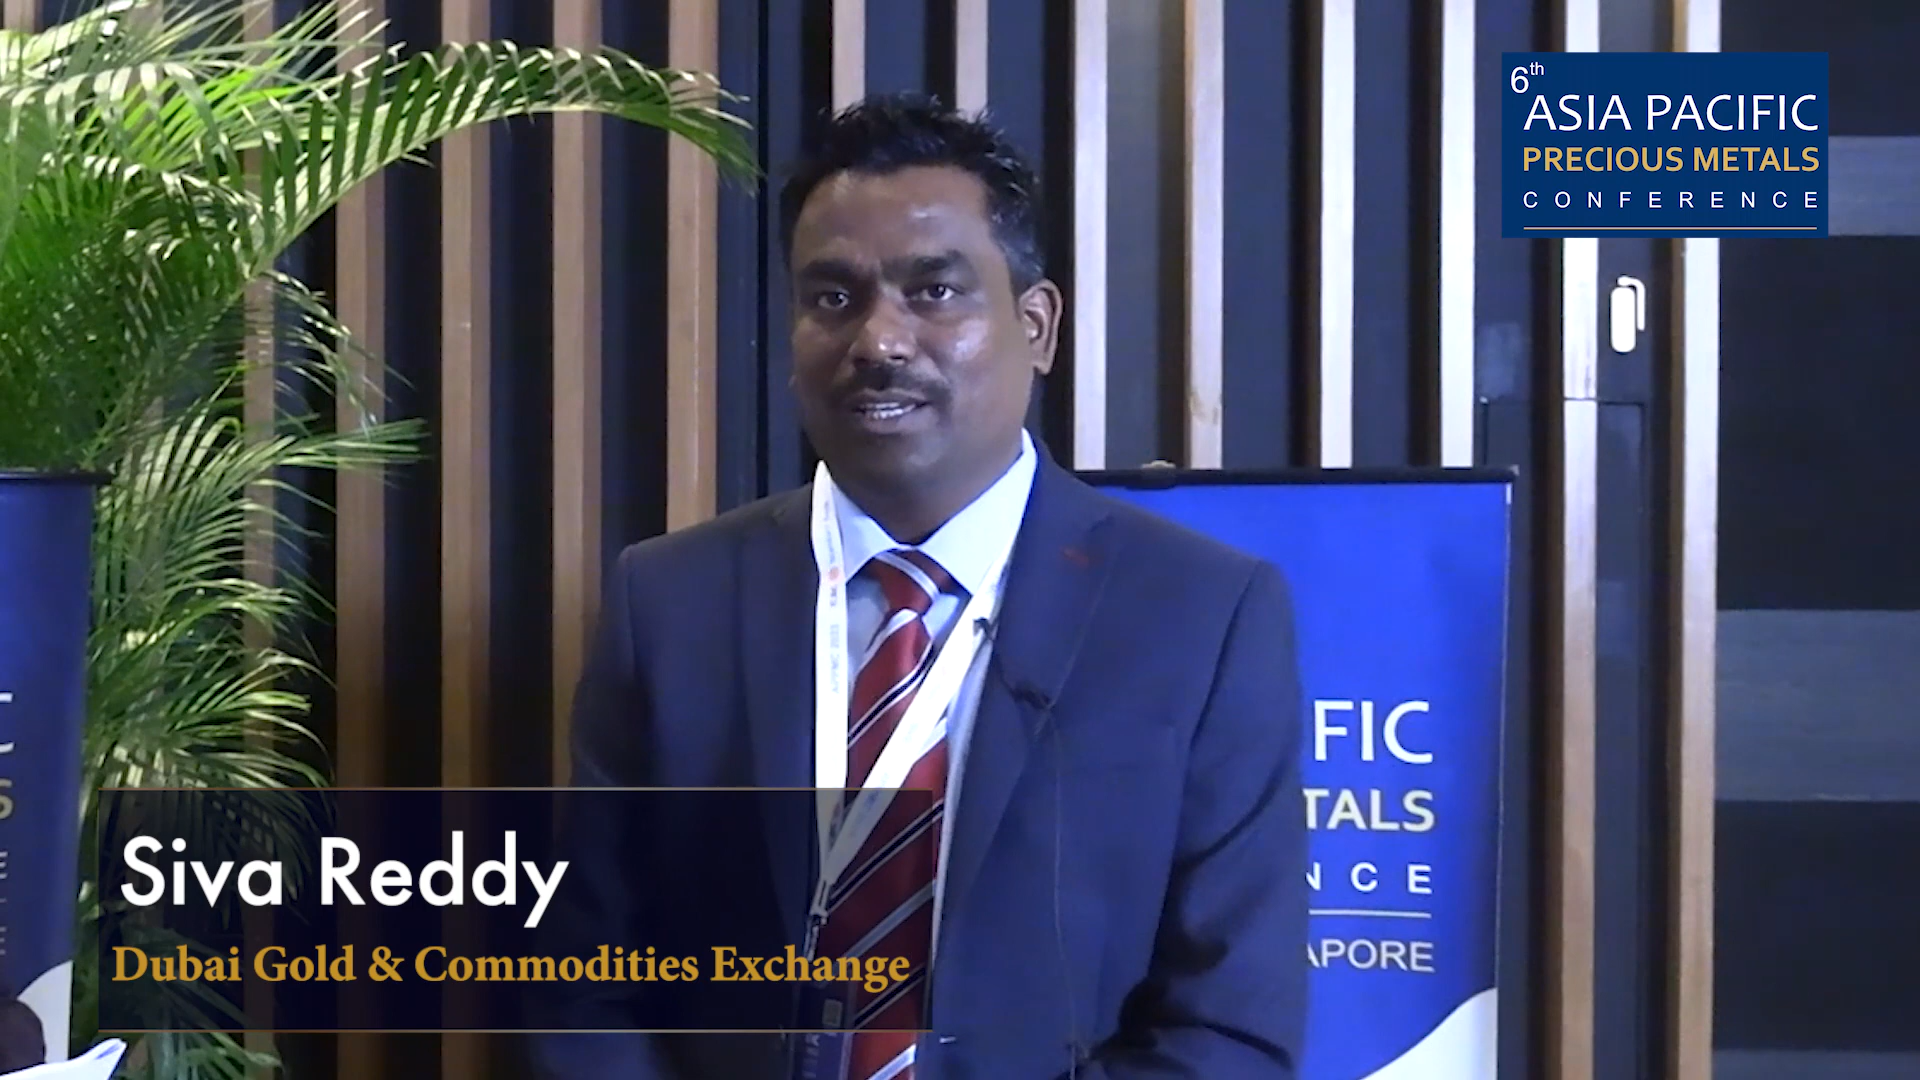 6th
ASIA PACIFIC
PRECIOUS METALS
CONFERENCE
FIC
TALS
NCE
APORE
Siva Reddy
Dubai Gold & Commodities Exchange